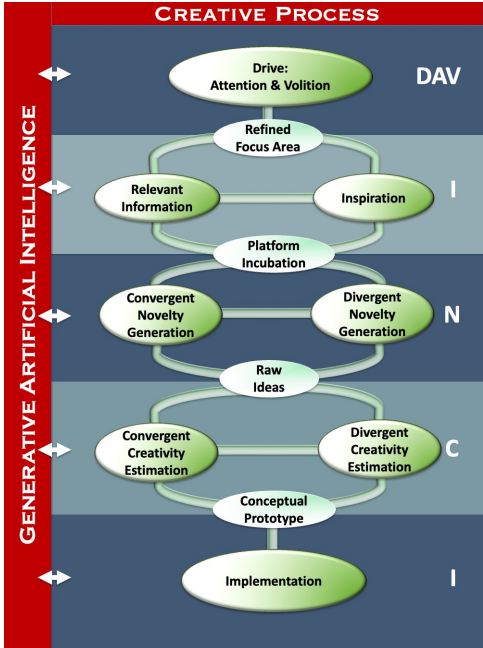 CREATIVE PROCESS
GENERATIVE ARTIFICIAL INTELLIGENCE
Drive:
Attention & Volition
DAV
Refined
Focus Area
Relevant
Information
Inspiration
I
Platform
Incubation
Convergent
Novelty
Generation
Divergent
Novelty
Generation
N
Raw
Ideas
Convergent
Creativity
Estimation
Divergent
Creativity
Estimation
C
Conceptual
Prototype
Implementation
I